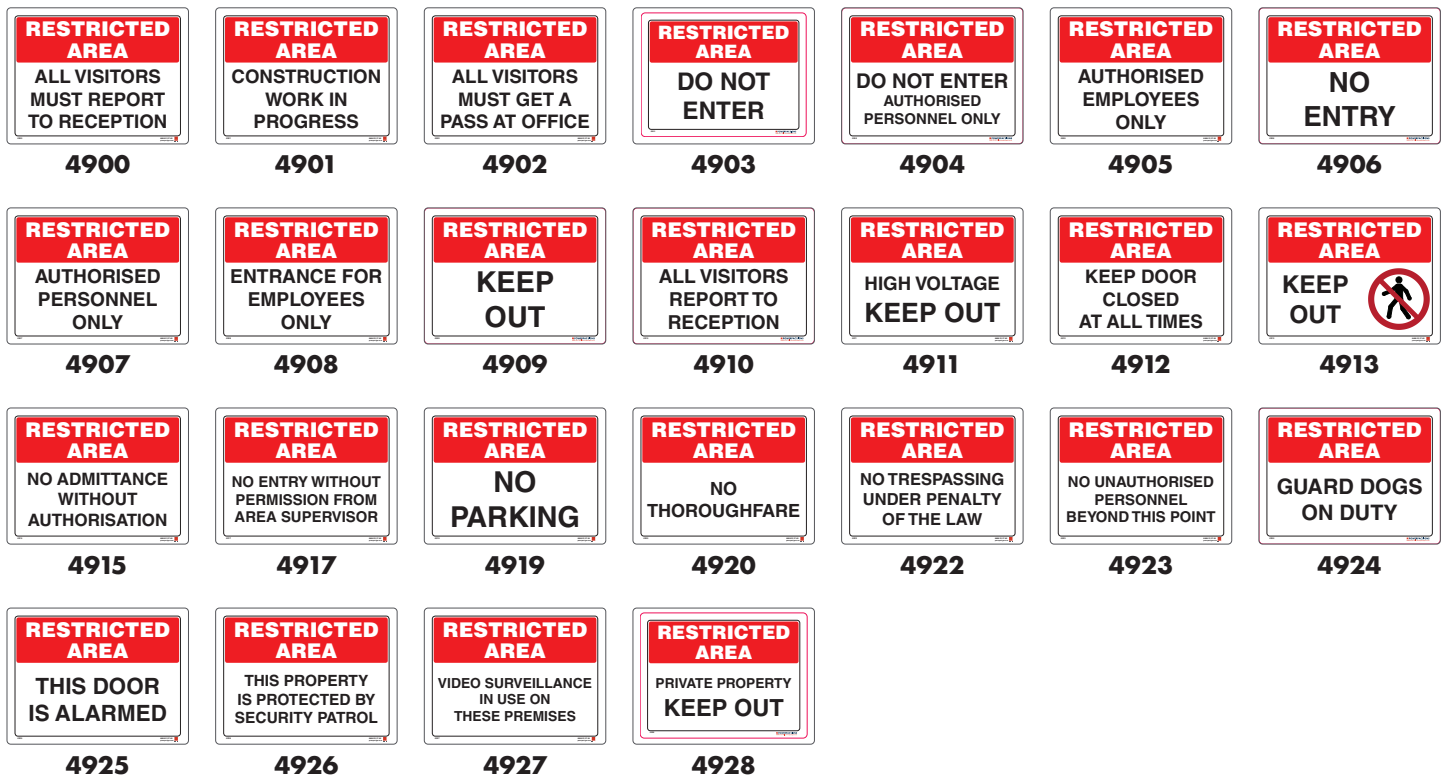 RESTRICTED
AREA
ALL VISITORS
MUST REPORT
TO RECEPTION
4900
RESTRICTED
AREA
CONSTRUCTION
WORK IN
PROGRESS
4901
RESTRICTED
AREA
ALL VISITORS
MUST GET A
PASS AT OFFICE
4902
RESTRICTED
AREA
DO NOT
ENTER
4903
RESTRICTED
AREA
DO NOT ENTER
AUTHORISED
PERSONNEL ONLY
4904
RESTRICTED
AREA
AUTHORISED
EMPLOYEES
ONLY
4905
RESTRICTED
AREA
NO
ENTRY
4906
RESTRICTED
AREA
AUTHORISED
PERSONNEL
ONLY
4907
RESTRICTED
AREA
ENTRANCE FOR
EMPLOYEES
ONLY
4908
RESTRICTED
AREA
KEEP
OUT
4909
RESTRICTED
AREA
ALL VISITORS
REPORT TO
RECEPTION
4910
RESTRICTED
AREA
HIGH VOLTAGE
KEEP OUT
4911
RESTRICTED
AREA
KEEP DOOR
CLOSED
AT ALL TIMES
4912
RESTRICTED
AREA
KEEP
OUT
4913
RESTRICTED
AREA
NO ADMITTANCE
WITHOUT
AUTHORISATION
4915
RESTRICTED
AREA
NO ENTRY WITHOUT
PERMISSION FROM
AREA SUPERVISOR
4917
RESTRICTED
AREA
NO
PARKING
4919
RESTRICTED
AREA
NO
THOROUGHFARE
4920
RESTRICTED
AREA
NO TRESPASSING
UNDER PENALTY
OF THE LAW
4922
RESTRICTED
AREA
NO UNAUTHORISED
PERSONNEL
BEYOND THIS POINT
4923
RESTRICTED
AREA
GUARD DOGS
ON DUTY
4924
RESTRICTED
AREA
THIS DOOR
IS ALARMED
4925
RESTRICTED
AREA
THIS PROPERTY
IS PROTECTED BY
SECURITY PATROL
4926
RESTRICTED
AREA
VIDEO SURVEILLANCE
IN USE ON
THESE PREMISES
4927
RESTRICTED
AREA
PRIVATE PROPERTY
KEEP OUT
4928